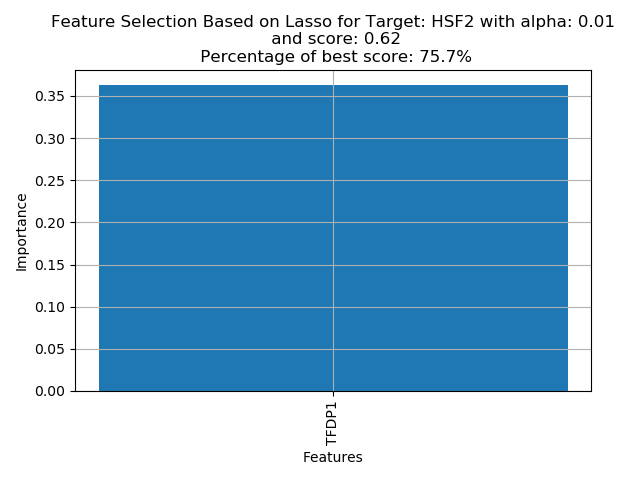 Feature Selection Based on Lasso for Target: HSF2 with alpha: 0.01
and score: 0.62
Percentage of best score: 75.7%
0.35
0.30
0.25
0.20
0.15
0.10
0.05
0.00
Importance
TFDP1
Features